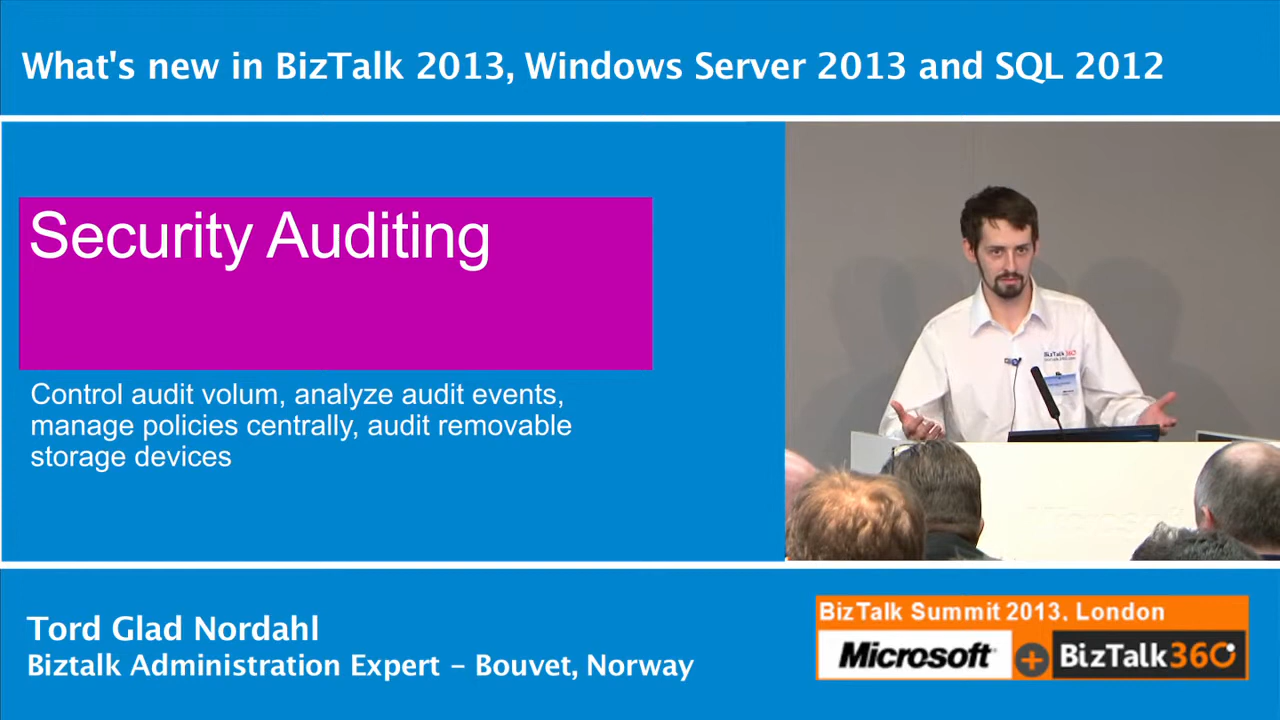 What's new in BizTalk 2013, Windows Server 2013 and SQL 2012
Security Auditing
Control audit volum, analyze audit events,
manage policies centrally, audit removable
storage devices
BizTalk360
Tord Glad Nordahl
Biztalk Administration Expert – Bouvet, Norway
BizTalk Summit 2013. London
Microsoft + BizTalk360